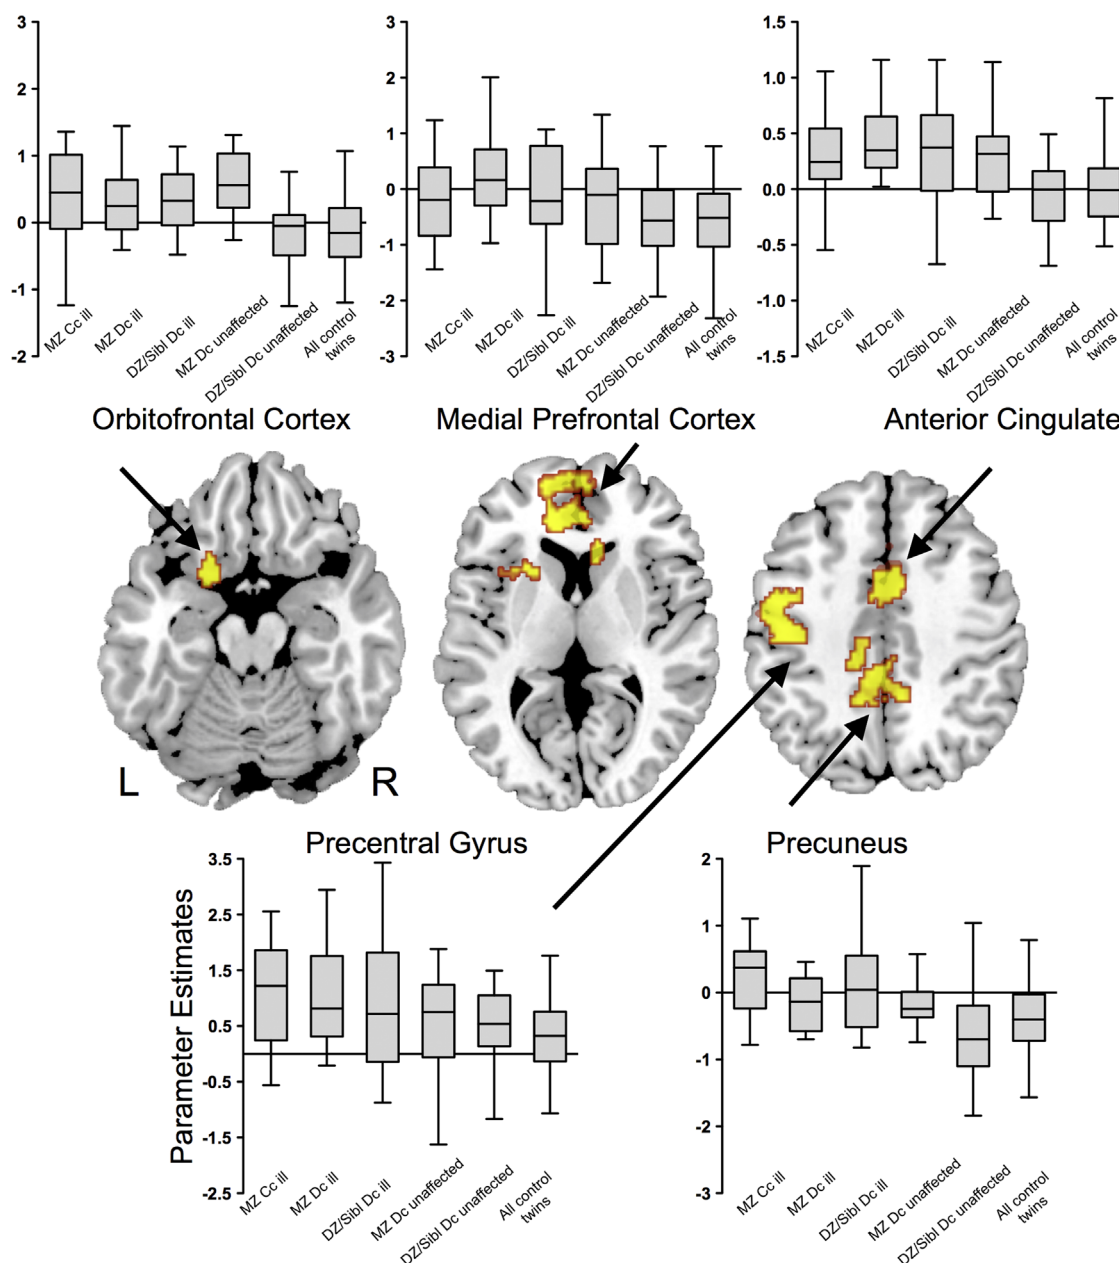 3
2
1
0
-1
-2
MZ Cc ill
MZ Dc ill
DZ/Sibl Dc ill
MZ Dc unaffected
DZ/Sibl Dc unaffected
All control
twins
3
2
1
0
-1
-2
-3
MZ Cc ill
MZ Dc ill
DZ/Sibl Dc ill
MZ Dc unaffected
DZ/Sibl Dc unaffected
All control
twins
1.5
1.0
0.5
0.0
-0.5
-1.0
-1.5
MZ Cc ill
MZ Dc ill
DZ/Sibl Dc ill
MZ Dc unaffected
DZ/Sibl Dc unaffected
All control
twins
Orbitofrontal Cortex
Medial Prefrontal Cortex
Anterior Cingulate
L
R
Precentral Gyrus
Parameter Estimates
3.5
2.5
1.5
0.5
-0.5
-1.5
-2.5
MZ Cc ill
MZ Dc ill
DZ/Sibl Dc ill
MZ Dc unaffected
DZ/Sibl Dc unaffected
All control
twins
Precuneus
2
1
0
-1
-2
-3
MZ Cc ill
MZ Dc ill
DZ/Sibl Dc ill
MZ Dc unaffected
DZ/Sibl Dc unaffected
All control
twins